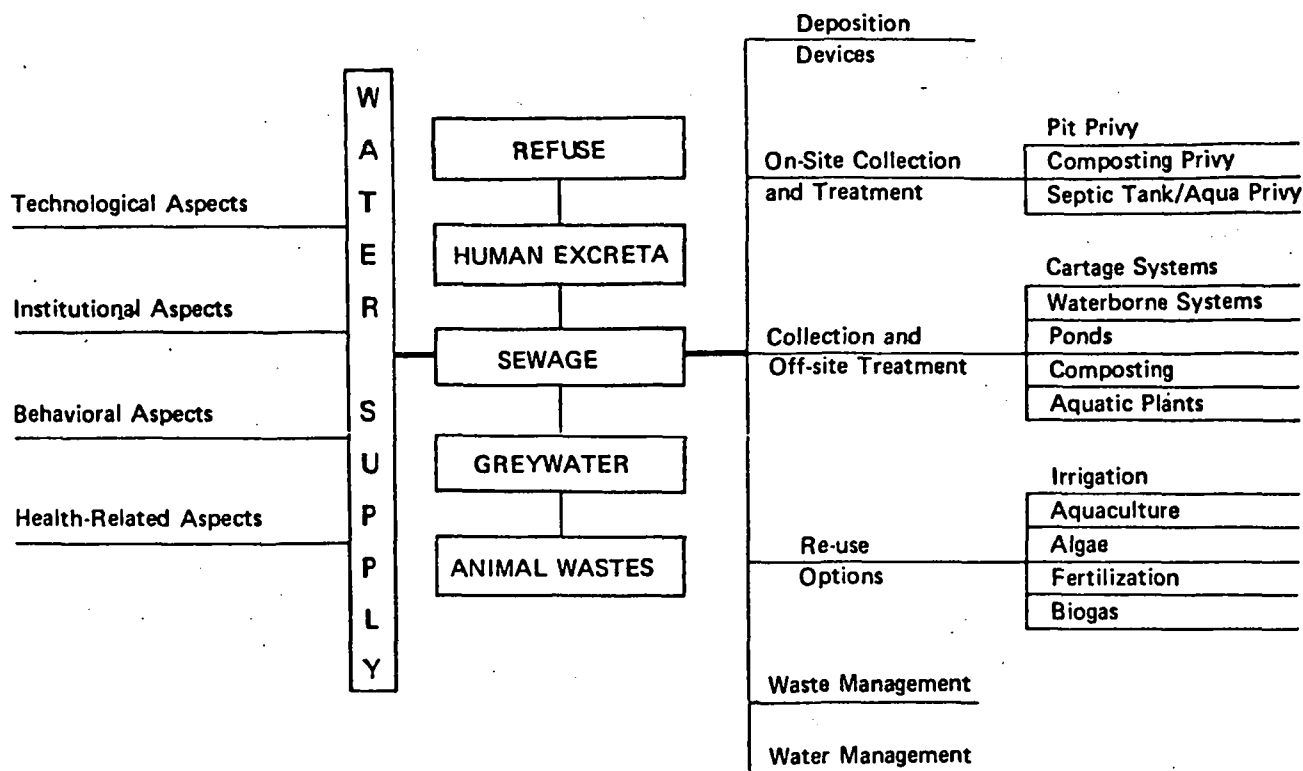 Technological Aspects
Institutional Aspects
Behavioral Aspects
Health-Related Aspects
WATER SUPPLY
REFUSE
HUMAN EXCRETA
SEWAGE
GREYWATER
ANIMAL WASTES
Deposition
Devices
On-Site Collection
and Treatment
Pit Privy
Composting Privy
Septic Tank/Aqua Privy
Collection and
Off-site Treatment
Cartage Systems
Waterborne Systems
Ponds
Composting
Aquatic Plants
Re-use
Options
Irrigation
Aquaculture
Algae
Fertilization
Biogas
Waste Management
Water Management